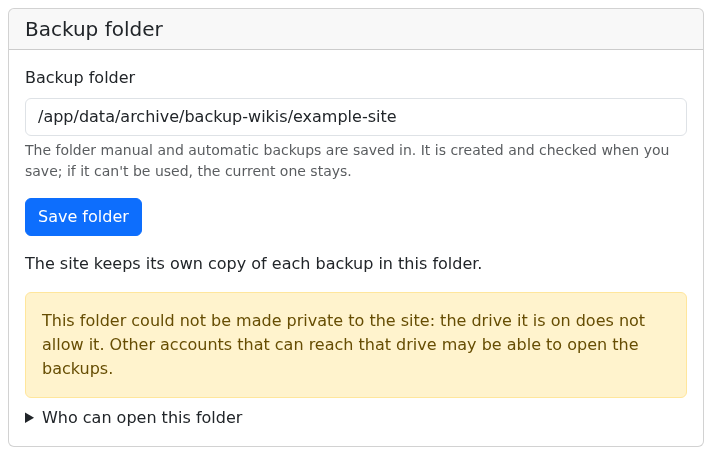 Backup folder
Backup folder
/app/data/archive/backup-wikis/example-site
The folder manual and automatic backups are saved in. It is created and checked when you
save; if it can't be used, the current one stays.
Save folder
The site keeps its own copy of each backup in this folder.
This folder could not be made private to the site: the drive it is on does not
allow it. Other accounts that can reach that drive may be able to open the
backups.
Who can open this folder